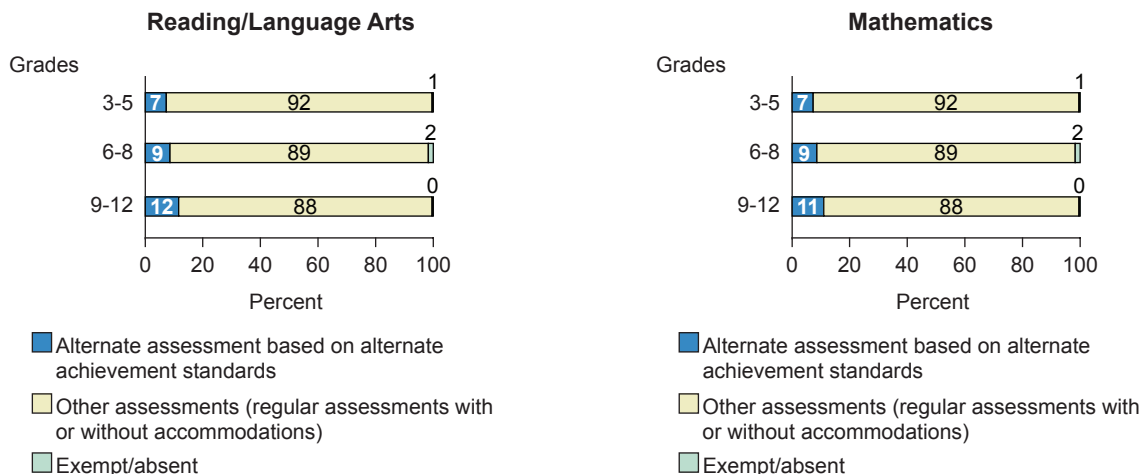 Reading/Language Arts
Grades
1
3-5 7 92
2
6-8 9 89
0
9-12 12 88
0 20 40 60 80 100
Percent
Alternate assessment based on alternate
achievement standards
Other assessments (regular assessments with
or without accommodations)
Exempt/absent
Mathematics
Grades
1
3-5 7 92
2
6-8 9 89
0
9-12 11 88
0 20 40 60 80 100
Percent
Alternate assessment based on alternate
achievement standards
Other assessments (regular assessments with
or without accommodations)
Exempt/absent